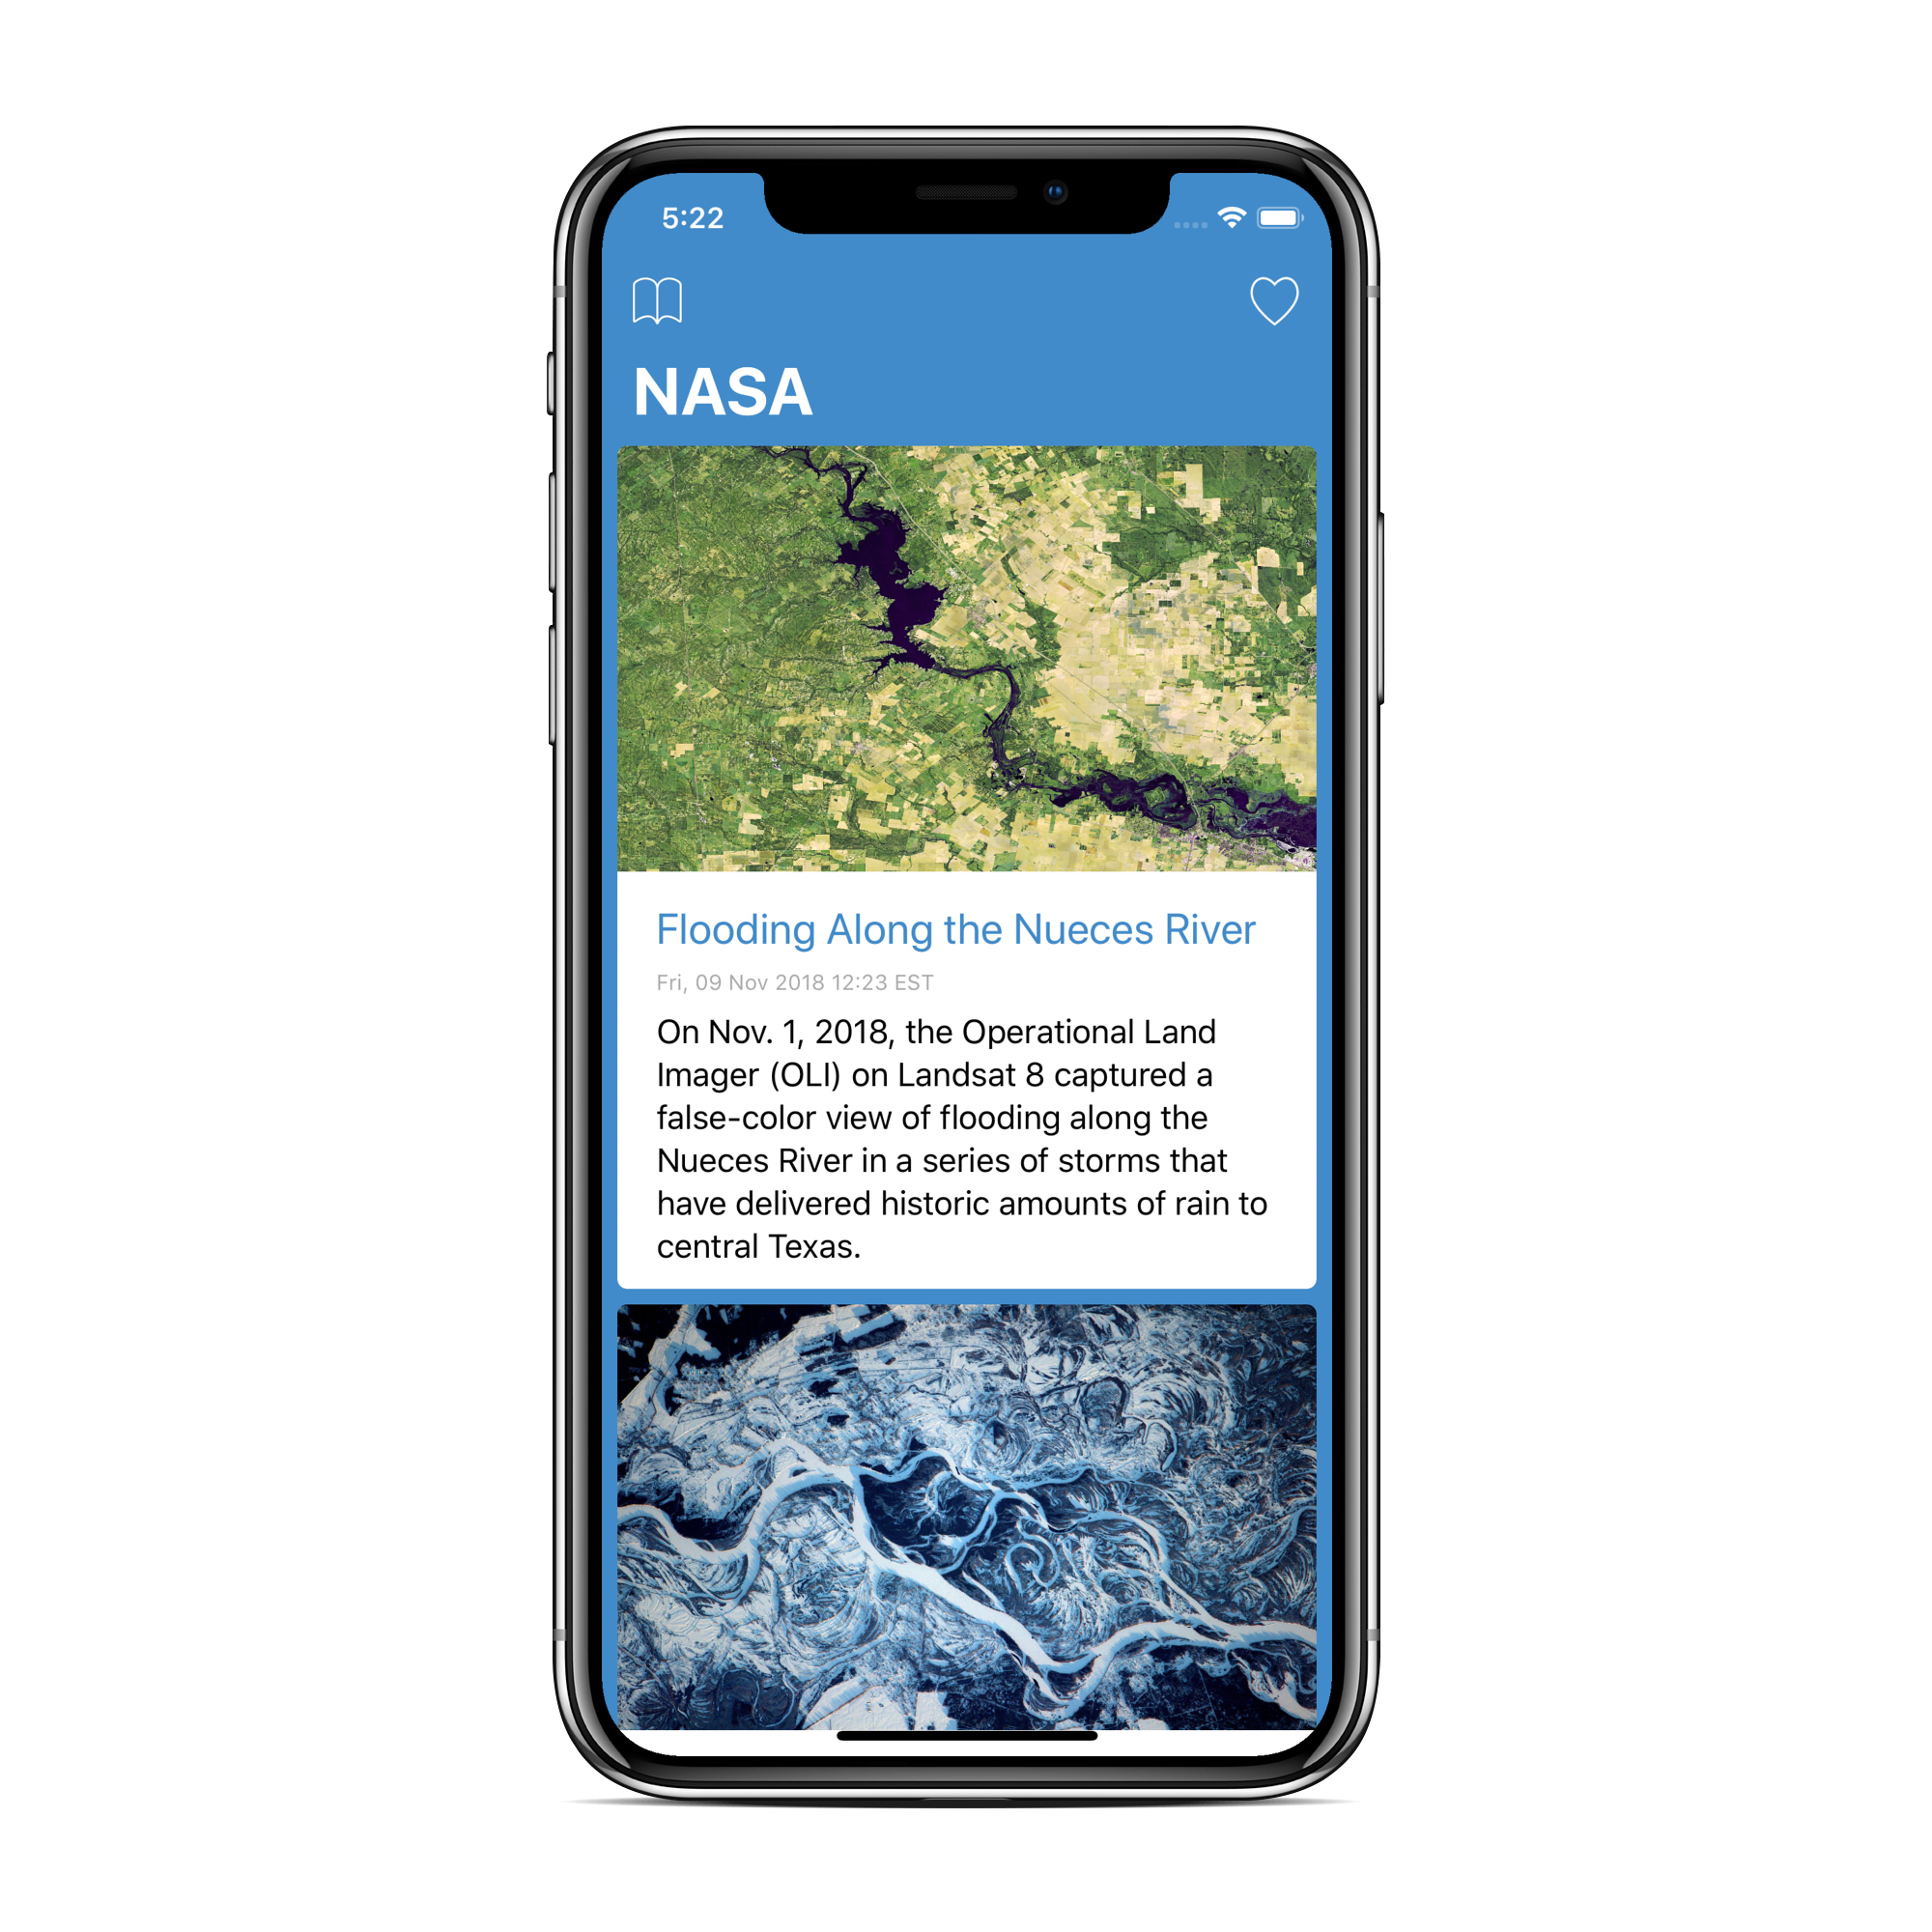 5:22
NASA
Flooding Along the Nueces River
Fri, 09 Nov 2018 12:23 EST
On Nov. 1, 2018, the Operational Land
Imager (OLI) on Landsat 8 captured a
false-color view of flooding along the
Nueces River in a series of storms that
have delivered historic amounts of rain to
central Texas.